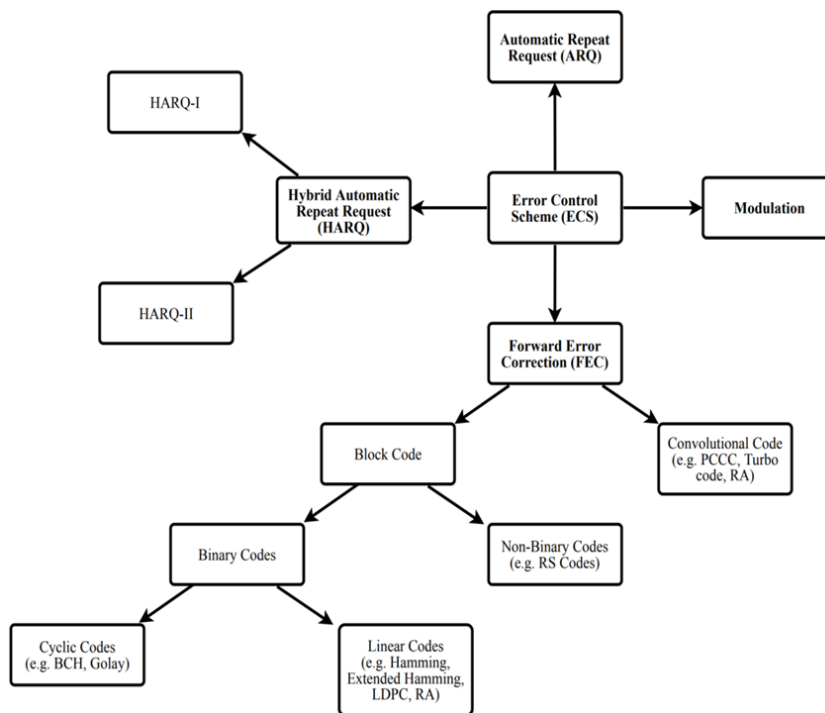 Automatic Repeat
Request (ARQ)
HARQ-I
Hybrid Automatic
Repeat Request
(HARQ)
Error Control
Scheme (ECS)
Modulation
HARQ-II
Forward Error
Correction (FEC)
Block Code
Convolutional Code
(e.g. PCCC, Turbo
code, RA)
Binary Codes
Non-Binary Codes
(e.g. RS Codes)
Cyclic Codes
(e.g. BCH, Golay)
Linear Codes
(e.g. Hamming,
Extended Hamming,
LDPC, RA)